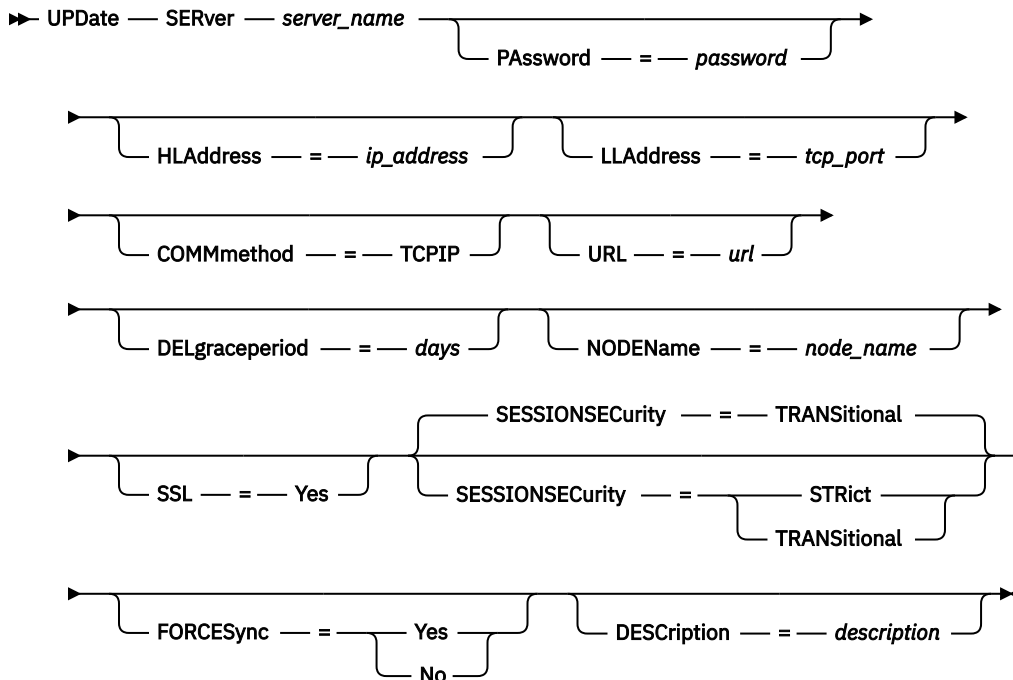 UPDate SERver server_name
PAssword = password
HLAddress = ip_address LLAddress = tcp_port
COMMmethod = TCPIP URL = url
DELgraceperiod = days NODEName = node_name
SESSIONSECurity = TRANSitional
SSL = Yes SESSIONSECurity = STRict
TRANSitional
FORCESync = Yes DESCription = description
No